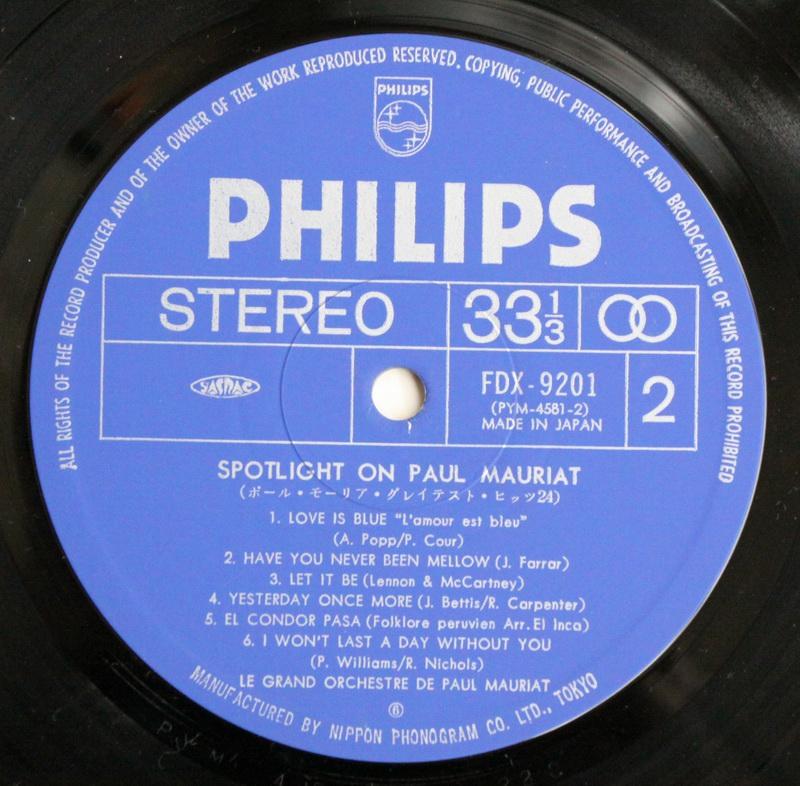 ALL RIGHTS OF THE RECORD PRODUCER AND OF THE OWNER OF THE WORK REPRODUCED RESERVED. COPYING, PUBLIC PERFORMANCE AND BROADCASTING OF THIS RECORD PROHIBITED
PHILIPS
PHILIPS
STEREO
33 1/3
JASRAC
FDX-9201
(PYM-4581-2)
MADE IN JAPAN
2
SPOTLIGHT ON PAUL MAURIAT
(ポール・モーリア・グレイテスト・ヒッツ24)
1. LOVE IS BLUE "L'amour est bleu"
(A. Popp/P. Cour)
2. HAVE YOU NEVER BEEN MELLOW (J. Farrar)
3. LET IT BE (Lennon & McCartney)
4. YESTERDAY ONCE MORE (J. Bettis/R. Carpenter)
5. EL CONDOR PASA (Folklore peruvien Arr. El Inca)
6. I WON'T LAST A DAY WITHOUT YOU
(P. Williams/R. Nichols)
LE GRAND ORCHESTRE DE PAUL MAURIAT
⑥
MANUFACTURED BY NIPPON PHONOGRAM CO. LTD., TOKYO